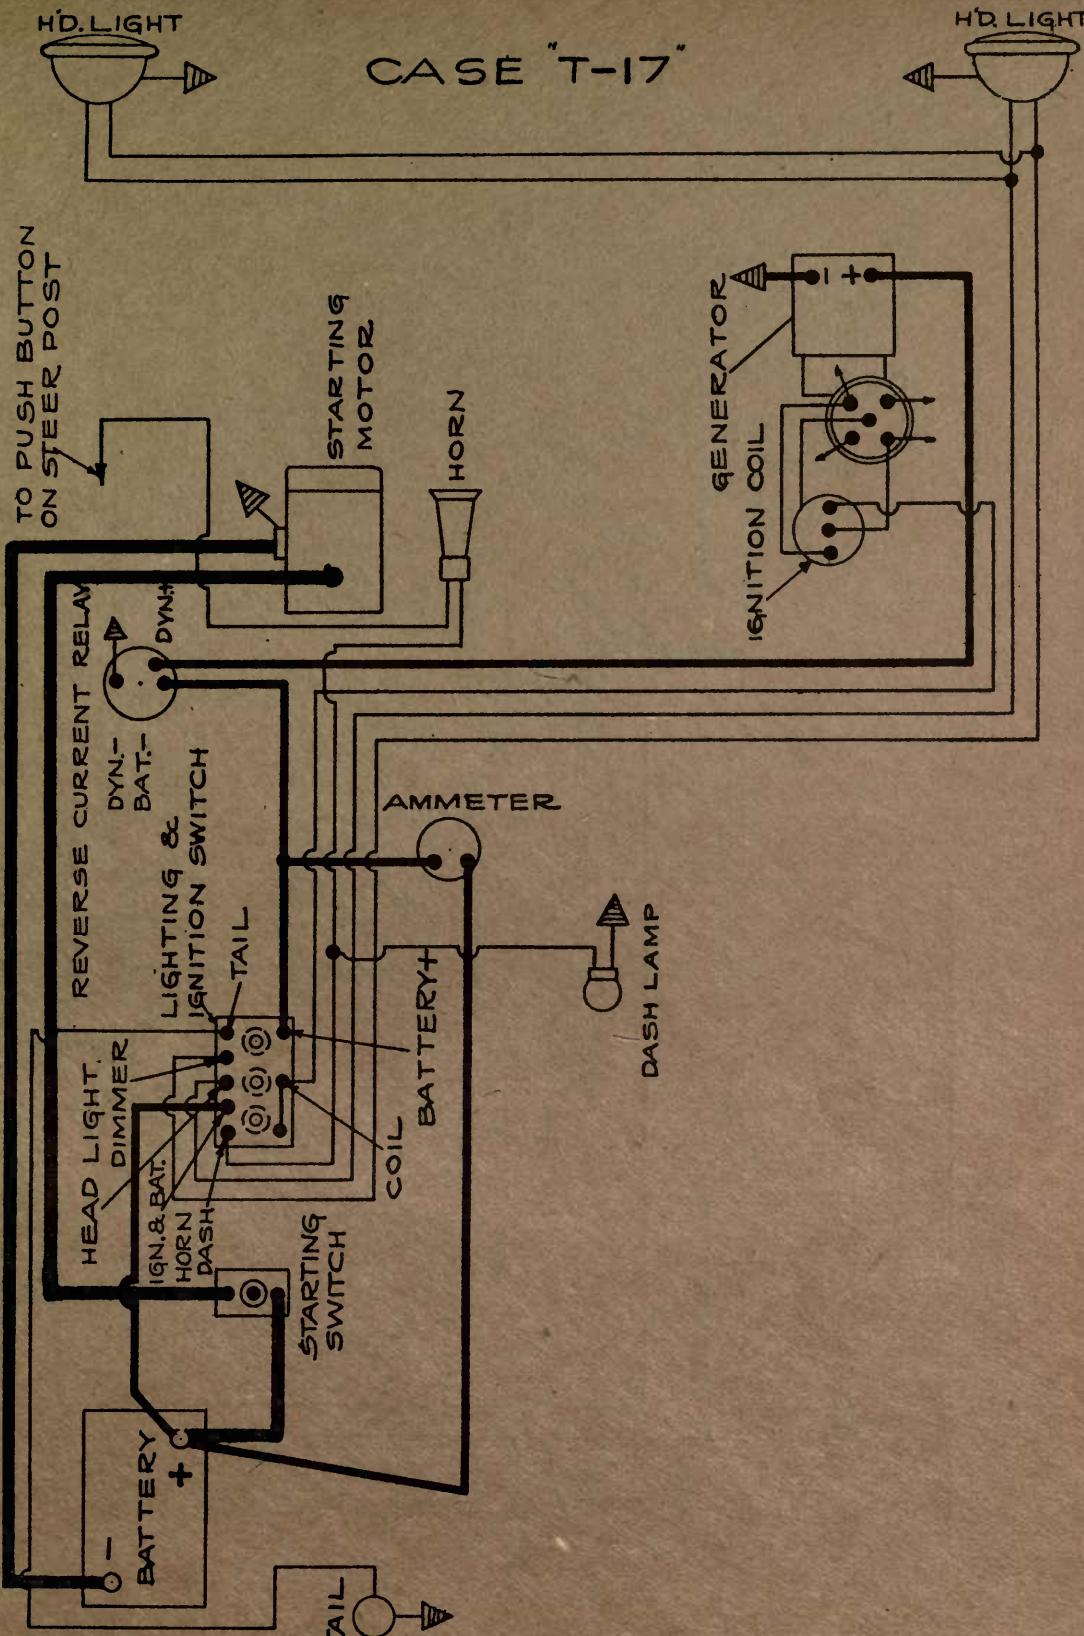 H'D. LIGHT
CASE "T-17"
H'D. LIGHT
TO PUSH BUTTON
ON STEER POST
STARTING
MOTOR
HORN
GENERATOR
- +
IGNITION COIL
REVERSE CURRENT RELAY
DYN+
DYN.-
BAT.-
LIGHTING &
IGNITION SWITCH
TAIL
AMMETER
BATTERY+
DASH LAMP
HEAD LIGHT.
DIMMER
IGN.& BAT.
HORN
DASH
COIL
STARTING
SWITCH
BATTERY
+
-
TAIL